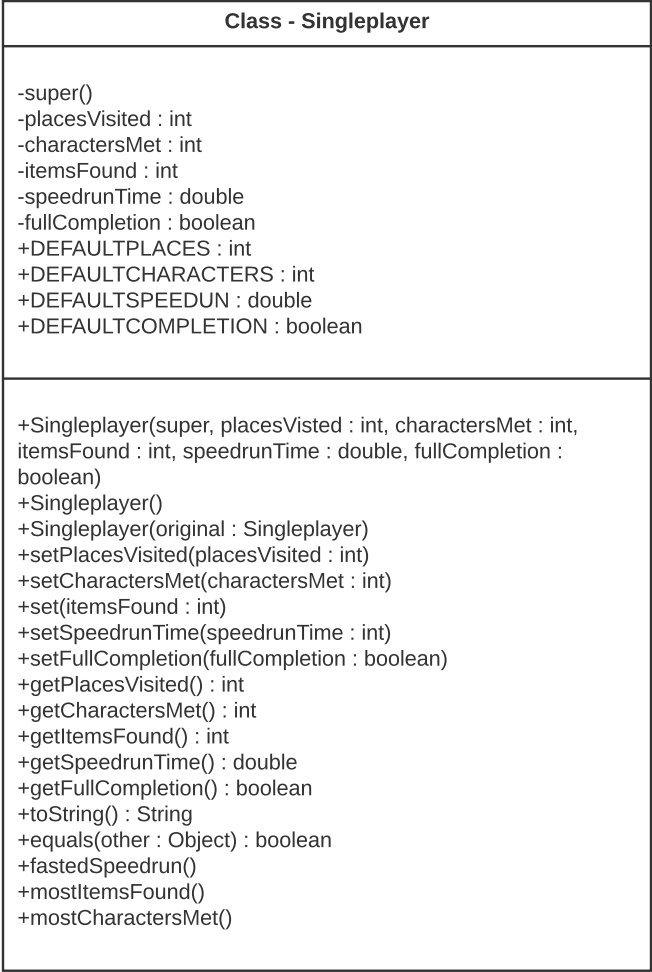 Class - Singleplayer
-super()
-placesVisited : int
-charactersMet : int
-itemsFound : int
-speedrunTime : double
-fullCompletion : boolean
+DEFAULTPLACES : int
+DEFAULTCHARACTERS : int
+DEFAULTSPEEDUN : double
+DEFAULTCOMPLETION : boolean
+Singleplayer(super, placesVisted : int, charactersMet : int,
itemsFound : int, speedrunTime : double, fullCompletion :
boolean)
+Singleplayer()
+Singleplayer(original : Singleplayer)
+setPlacesVisited(placesVisited : int)
+setCharactersMet(charactersMet : int)
+set(itemsFound : int)
+setSpeedrunTime(speedrunTime : int)
+setFullCompletion(fullCompletion : boolean)
+getPlacesVisited() : int
+getCharactersMet() : int
+getItemsFound() : int
+getSpeedrunTime() : double
+getFullCompletion() : boolean
+toString() : String
+equals(other : Object) : boolean
+fastedSpeedrun()
+mostItemsFound()
+mostCharactersMet()